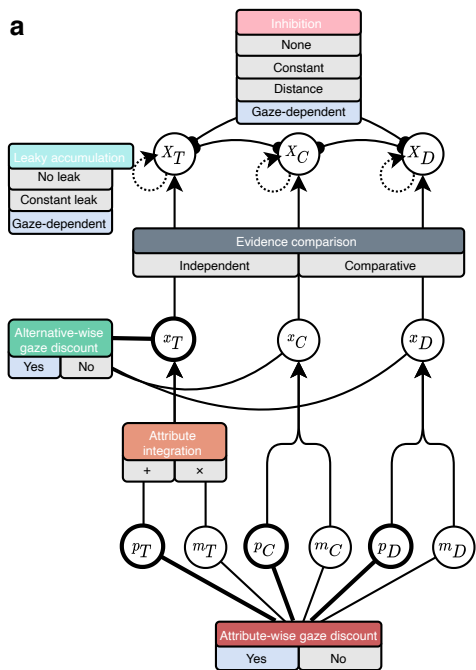 a
Inhibition
None
Constant
Distance
Gaze-dependent
X_T X_C X_D
Leaky accumulation
No leak
Constant leak
Gaze-dependent
Evidence comparison
Independent Comparative
Alternative-wise
gaze discount
Yes No
x_T x_C x_D
Attribute
integration
+ ×
p_T m_T p_C m_C p_D m_D
Attribute-wise gaze discount
Yes No